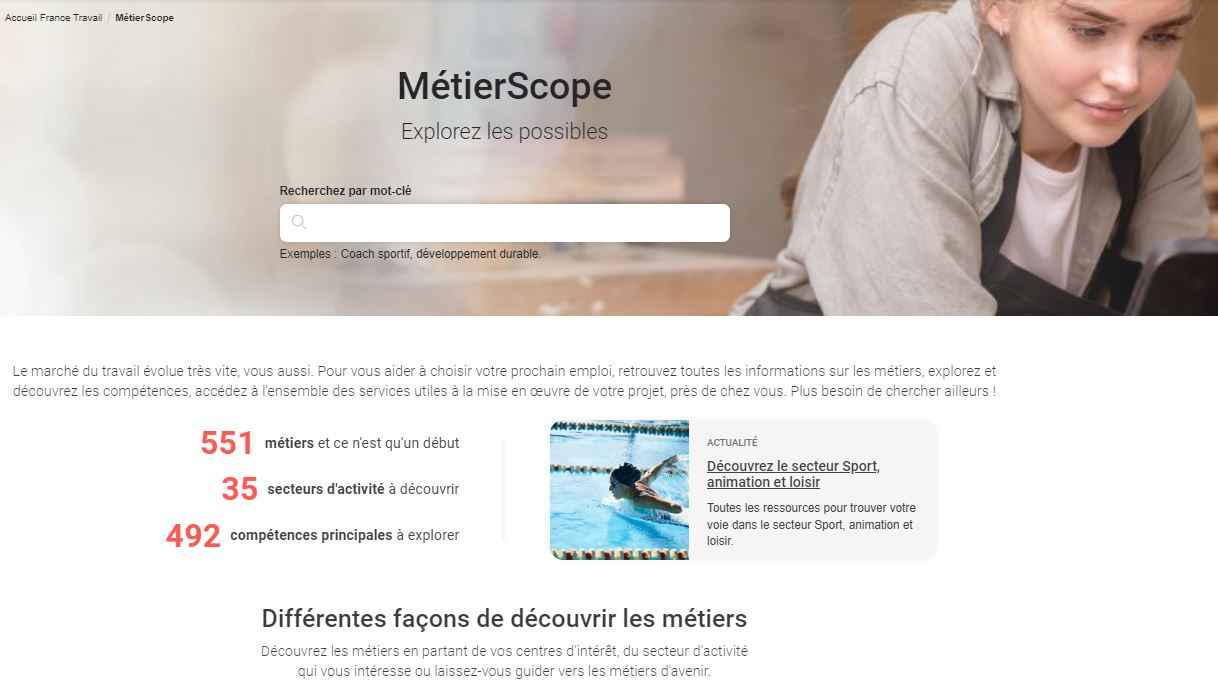 Accueil France Travail / MétierScope
MétierScope
Explorez les possibles
Recherchez par mot-clé
Exemples : Coach sportif, développement durable.
Le marché du travail évolue très vite, vous aussi. Pour vous aider à choisir votre prochain emploi, retrouvez toutes les informations sur les métiers, explorez et
découvrez les compétences, accédez à l'ensemble des services utiles à la mise en œuvre de votre projet, près de chez vous. Plus besoin de chercher ailleurs !
551 métiers et ce n'est qu'un début
35 secteurs d'activité à découvrir
492 compétences principales à explorer
ACTUALITÉ
Découvrez le secteur Sport,
animation et loisir
Toutes les ressources pour trouver votre
voie dans le secteur Sport, animation et
loisir.
Différentes façons de découvrir les métiers
Découvrez les métiers en partant de vos centres d'intérêt, du secteur d'activité
qui vous intéresse ou laissez-vous guider vers les métiers d'avenir.